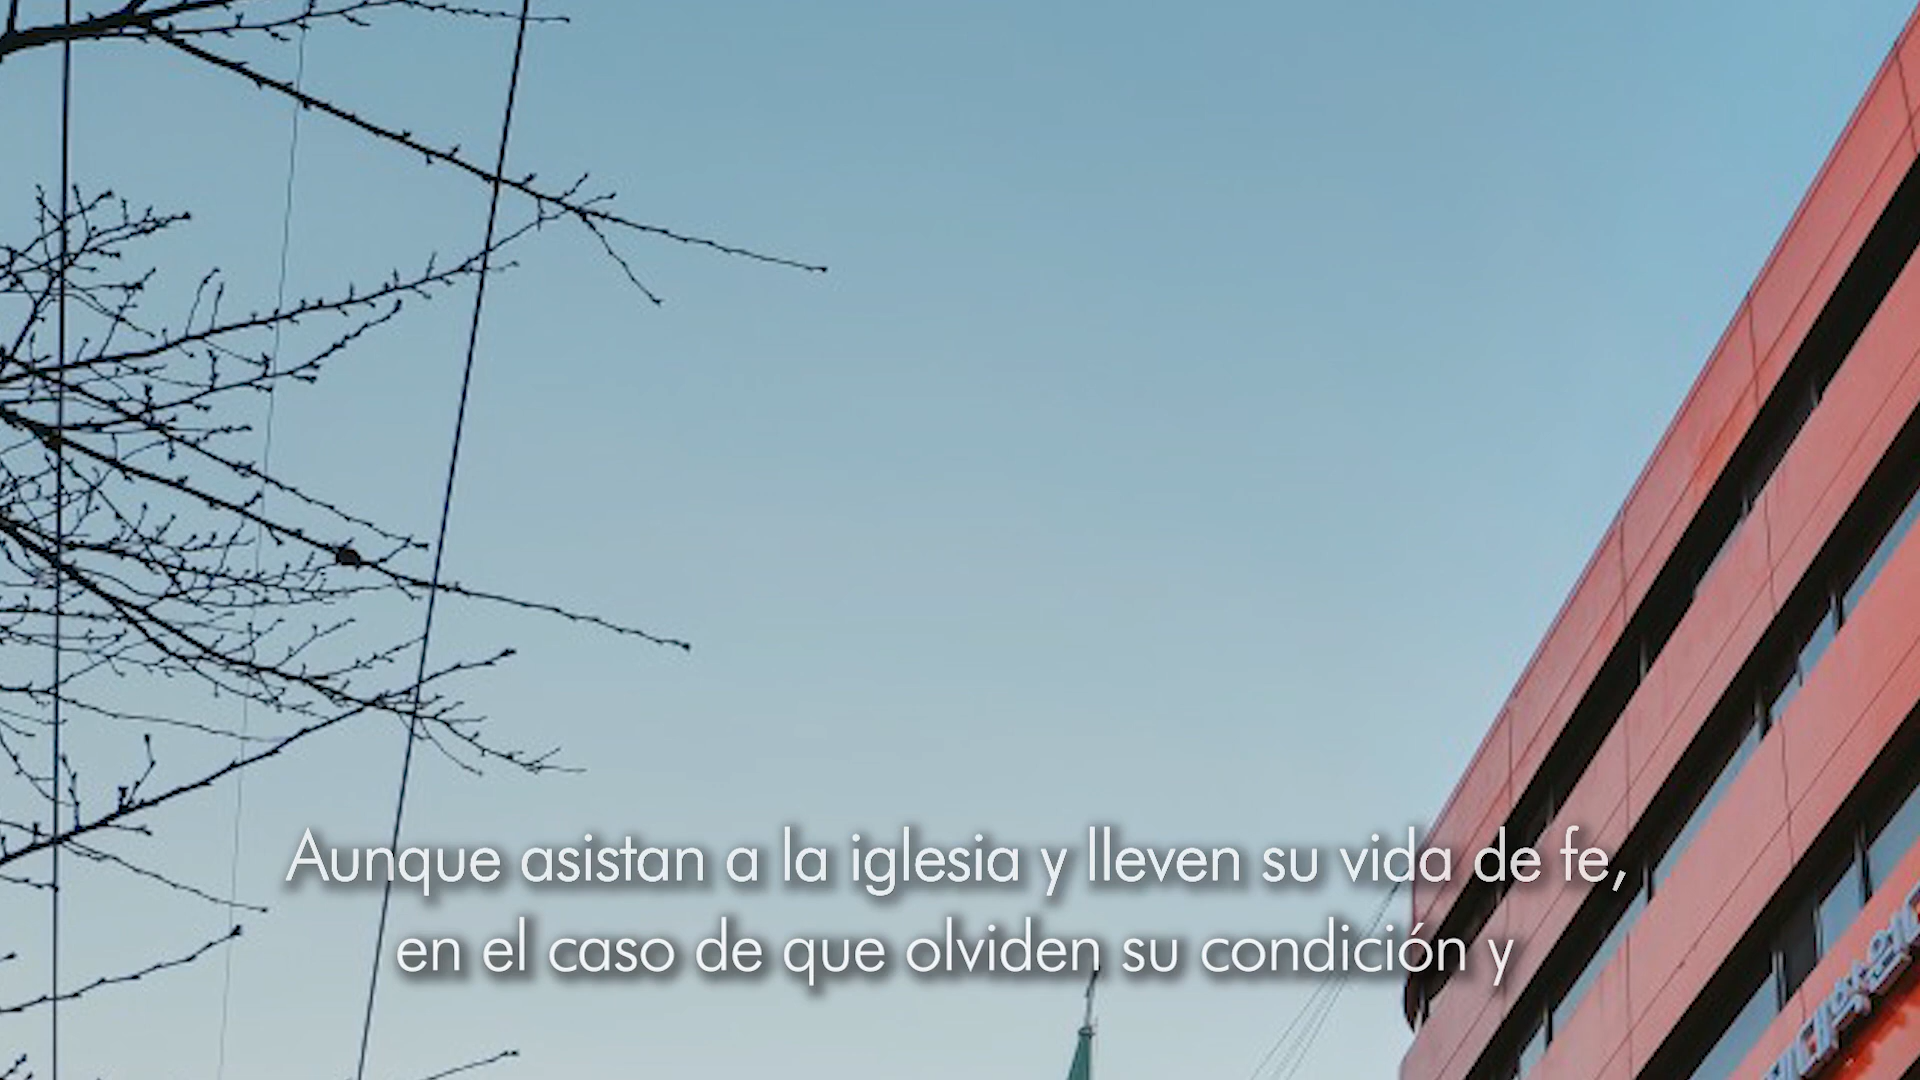 Aunque asistan a la iglesia y lleven su vida de fe,
en el caso de que olviden su condición y